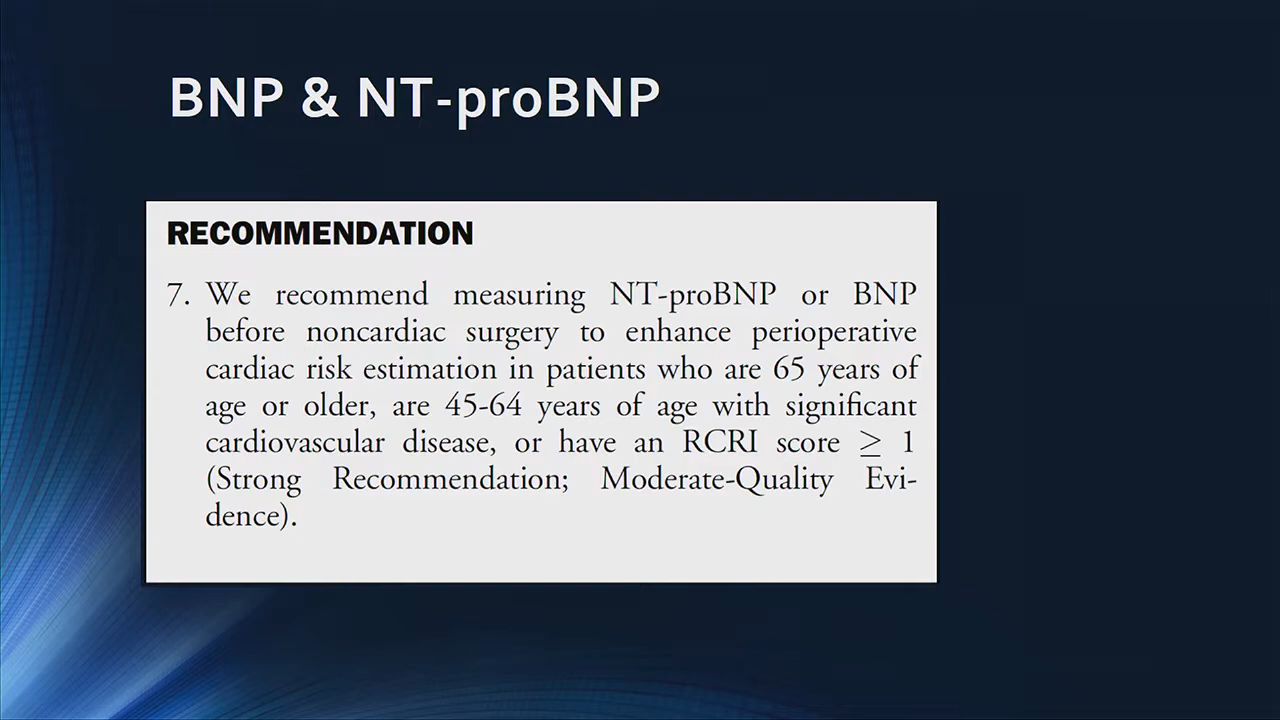 BNP & NT-proBNP
RECOMMENDATION
7. We recommend measuring NT-proBNP or BNP
before noncardiac surgery to enhance perioperative
cardiac risk estimation in patients who are 65 years of
age or older, are 45-64 years of age with significant
cardiovascular disease, or have an RCRI score ≥ 1
(Strong Recommendation; Moderate-Quality Evi-
dence).